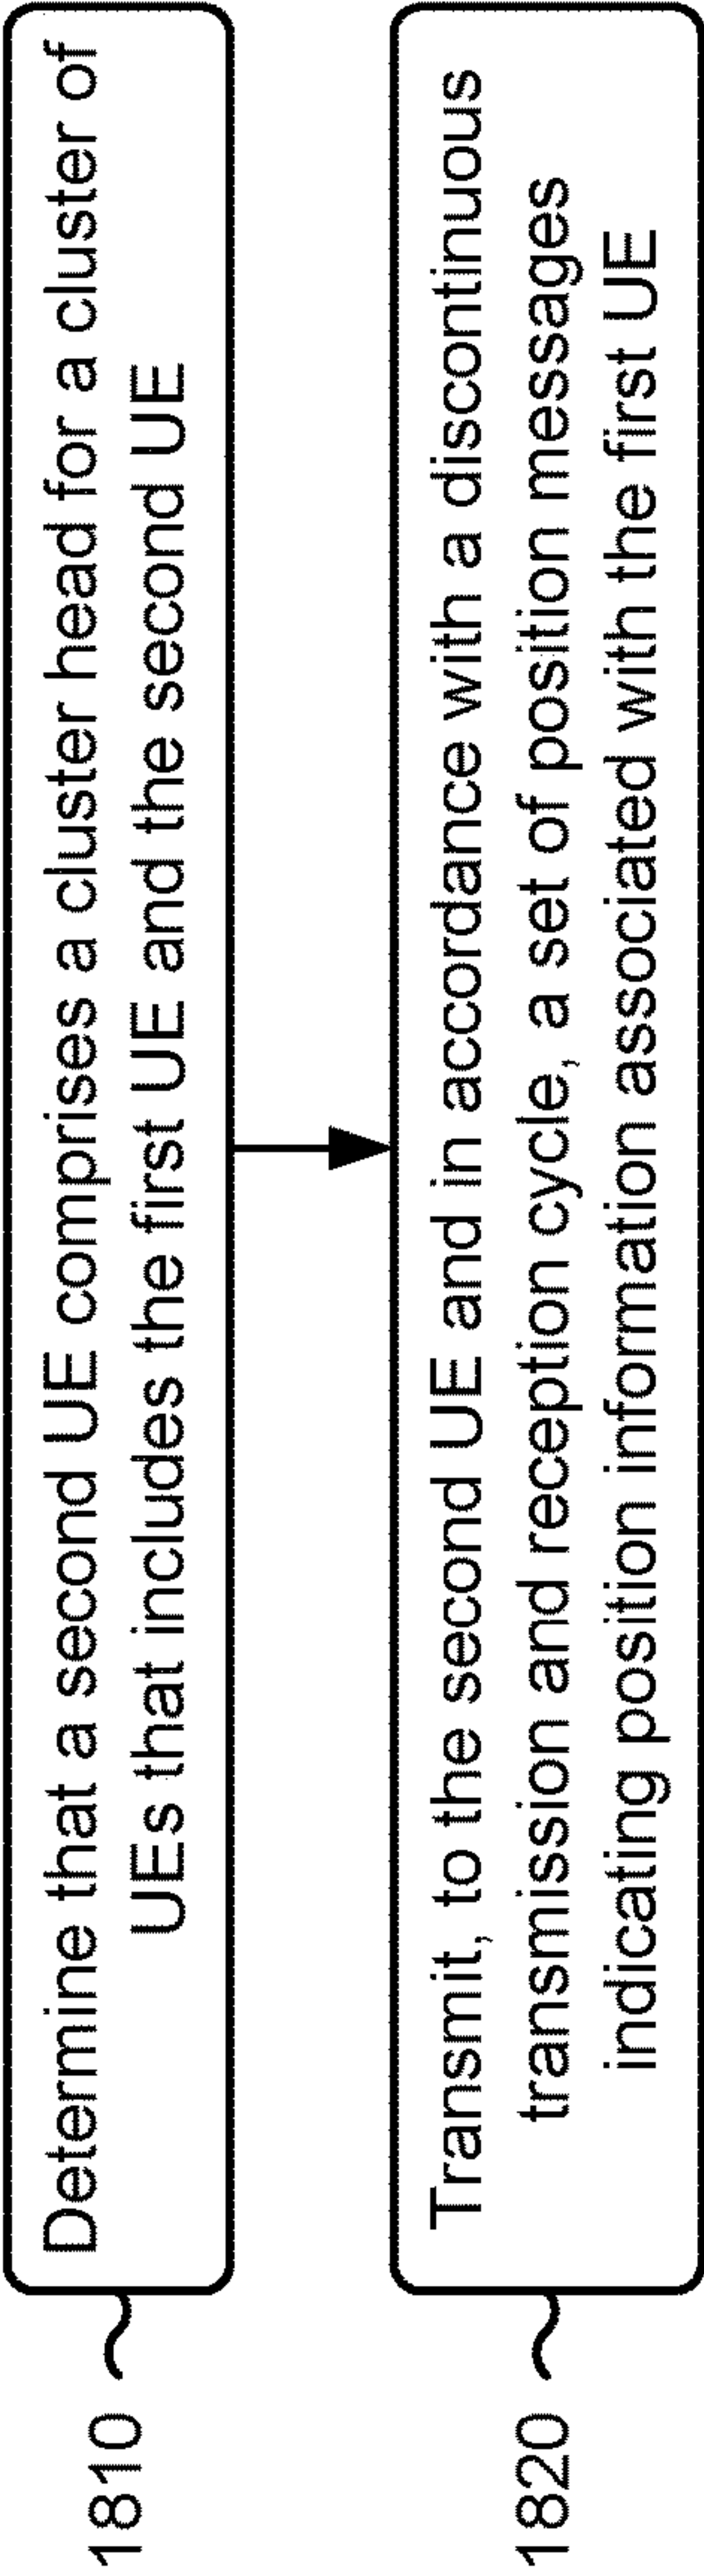 1810
Determine that a second UE comprises a cluster head for a cluster of
UEs that includes the first UE and the second UE
1820
Transmit, to the second UE and in accordance with a discontinuous
transmission and reception cycle, a set of position messages
indicating position information associated with the first UE